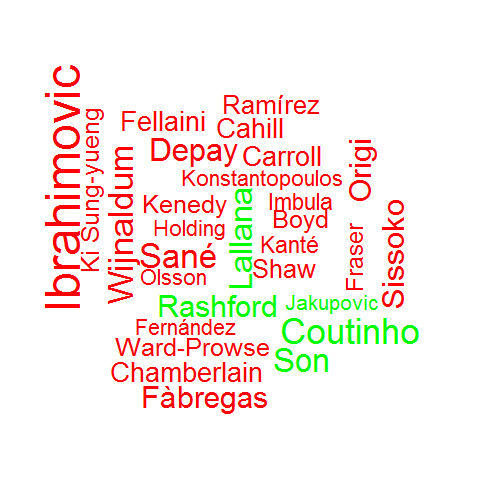 Ibrahimovic
Ki Sung-yueng
Wijnaldum
Ramírez
Fellaini
Cahill
Depay
Carroll
Origi
Konstantopoulos
Kenedy
Lallana
Imbula
Boyd
Holding
Sissoko
Kanté
Sané
Fraser
Shaw
Olsson
Rashford
Jakupovic
Fernández
Coutinho
Ward-Prowse
Son
Chamberlain
Fàbregas